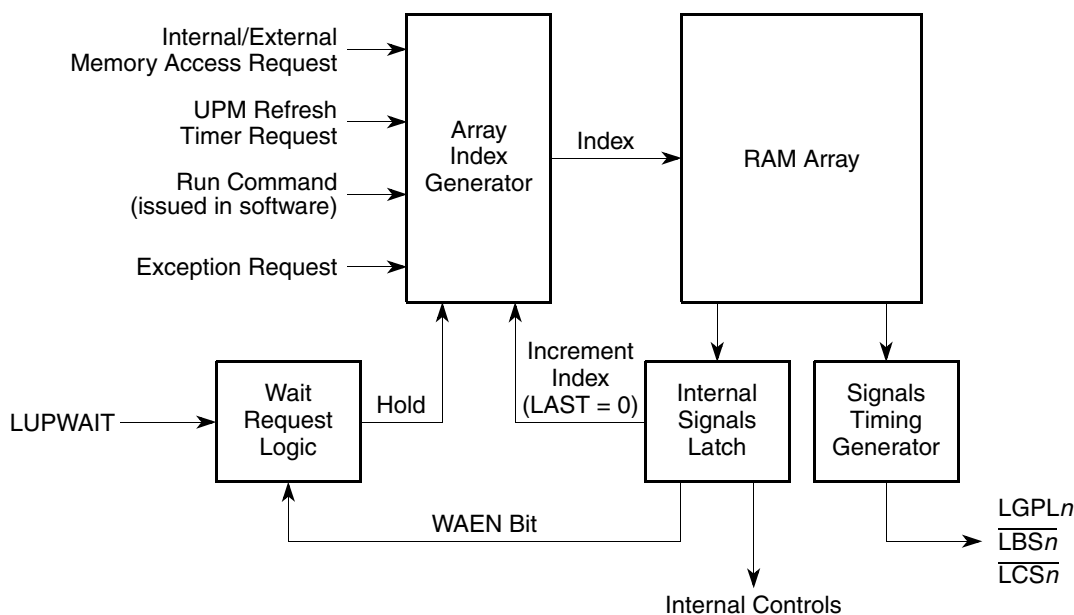 Internal/External
Memory Access Request
UPM Refresh
Timer Request
Run Command
(issued in software)
Exception Request
Array
Index
Generator
Index
RAM Array
LUPWAIT
Wait
Request
Logic
Hold
Increment
Index
(LAST = 0)
Internal
Signals
Latch
Signals
Timing
Generator
WAEN Bit
LGPLn
LBSn
LCSn
Internal Controls